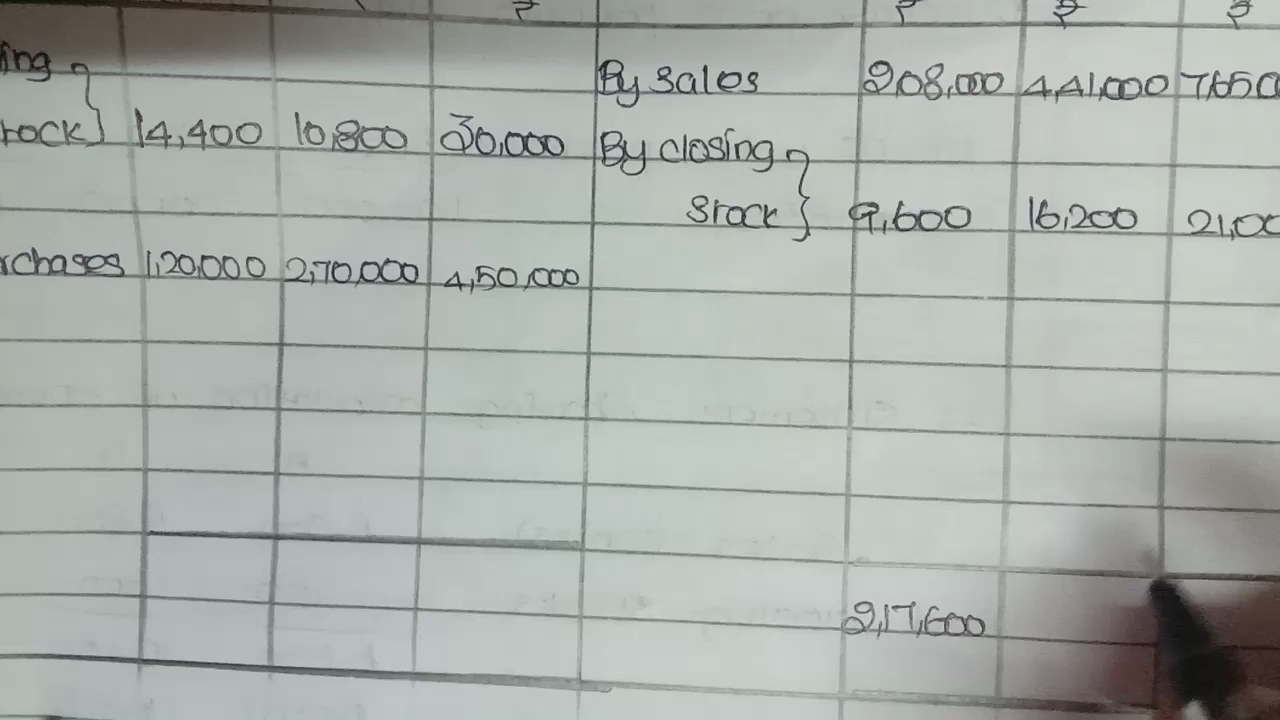 ₹ ₹ ₹ ₹
ing By sales 2,08,000 4,41,000 7,650
tock} 14,400 10,800 30,000 By closing
stock} 9,600 16,200 21,00
rchases 1,20,000 2,70,000 4,50,000
2,17,600